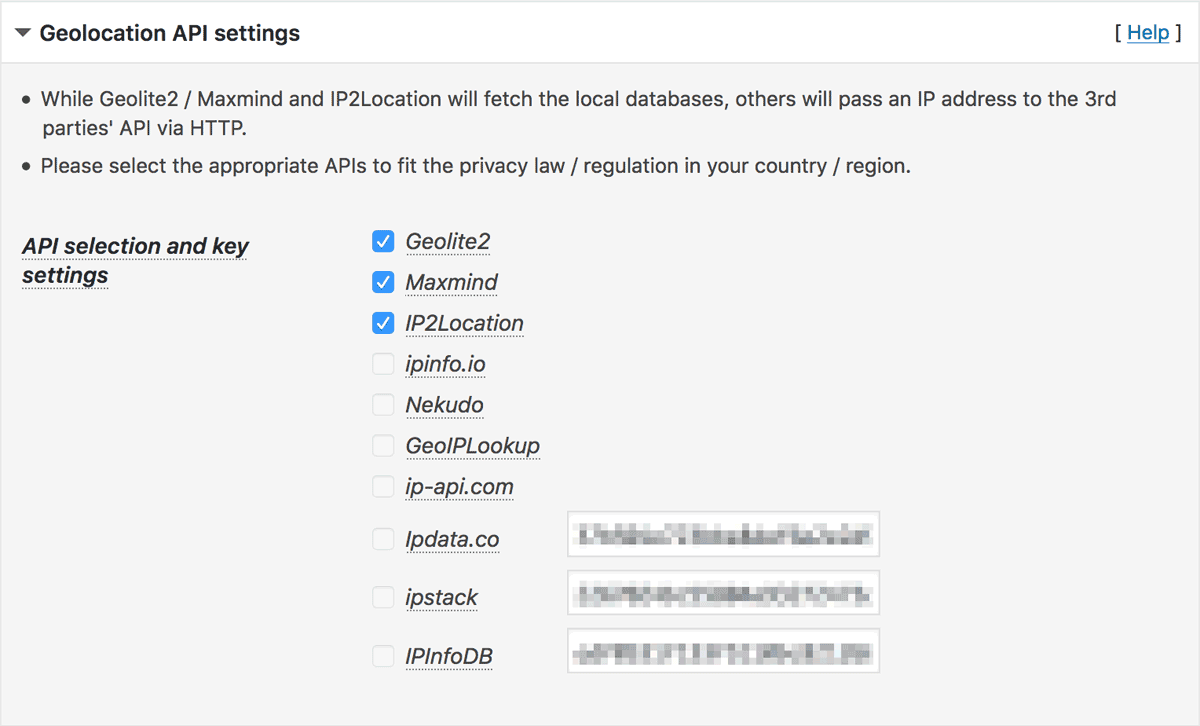 Geolocation API settings
[ Help ]
• While Geolite2 / Maxmind and IP2Location will fetch the local databases, others will pass an IP address to the 3rd
parties' API via HTTP.
• Please select the appropriate APIs to fit the privacy law / regulation in your country / region.
API selection and key
settings
Geolite2
Maxmind
IP2Location
ipinfo.io
Nekudo
GeoIPLookup
ip-api.com
Ipdata.co
ipstack
IPInfoDB